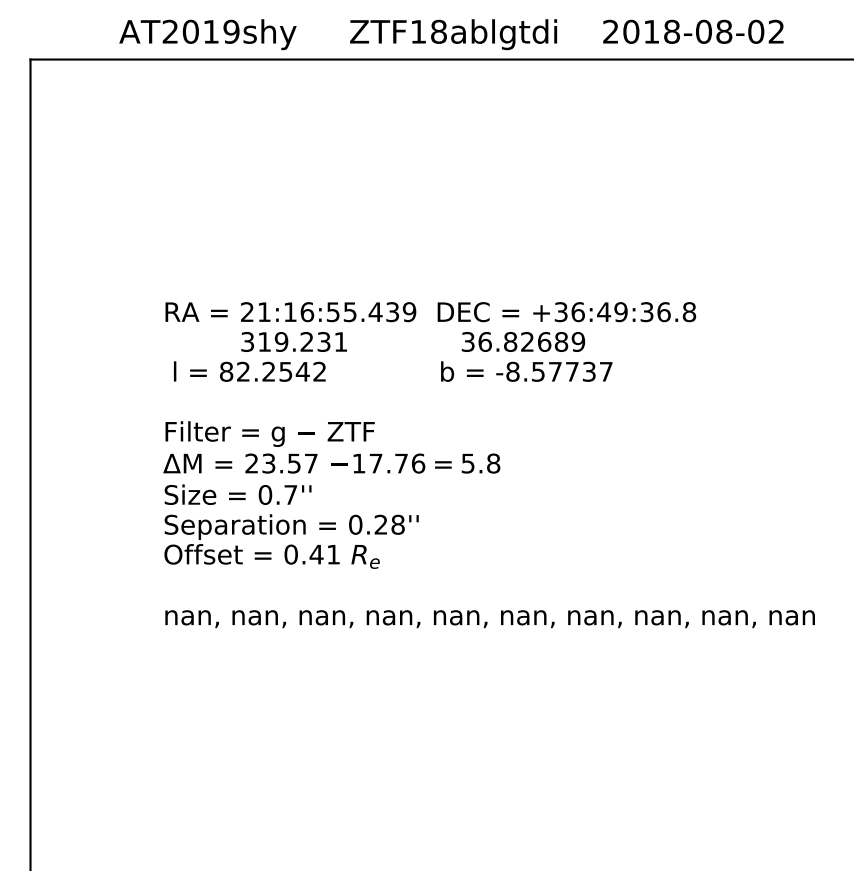 AT2019shy ZTF18ablgtdi 2018-08-02
RA = 21:16:55.439 DEC = +36:49:36.8
319.231 36.82689
l = 82.2542 b = -8.57737
Filter = g − ZTF
ΔM = 23.57 −17.76 = 5.8
Size = 0.7''
Separation = 0.28''
Offset = 0.41 Rₑ
nan, nan, nan, nan, nan, nan, nan, nan, nan, nan